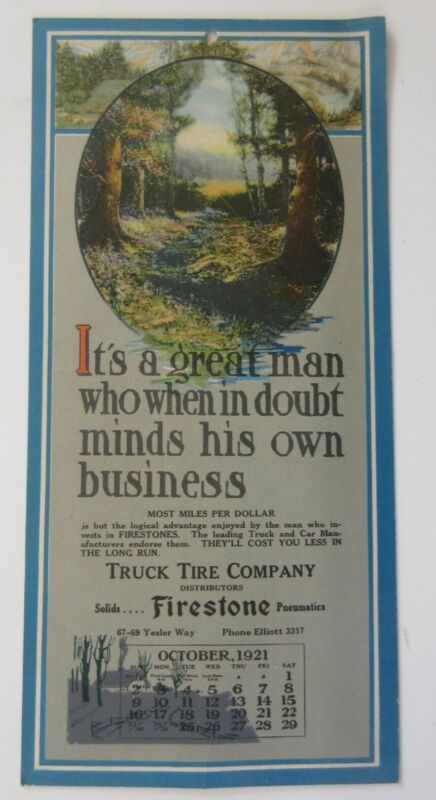 It's a great man
who when in doubt
minds his own
business
MOST MILES PER DOLLAR
is but the logical advantage enjoyed by the man who in-
vests in FIRESTONES. The leading Truck and Car Man-
ufacturers endorse them. THEY'LL COST YOU LESS IN
THE LONG RUN.
TRUCK TIRE COMPANY
DISTRIBUTORS
Solids.... Firestone Pneumatics
67-69 Yesler Way Phone Elliott 3317
OCTOBER, 1921
SUN. MON. TUE WED THU FRI. SAT
1
2 3 4 5 6 7 8
9 10 11 12 13 14 15
16 17 18 19 20 21 22
23/30 24/31 25 26 27 28 29